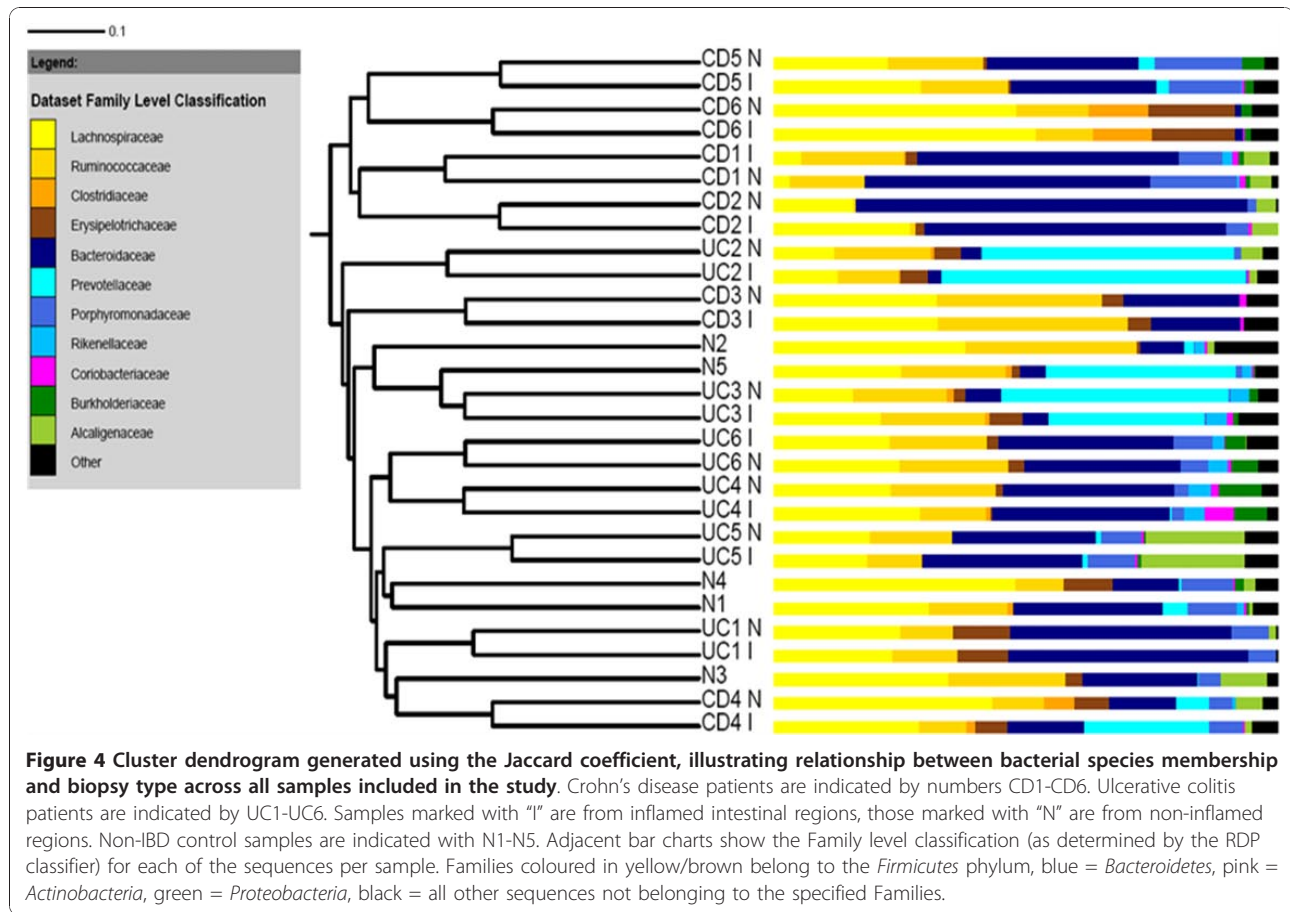 0.1
Legend:
Dataset Family Level Classification
Lachnospiraceae
Ruminococcaceae
Clostridiaceae
Erysipelotrichaceae
Bacteroidaceae
Prevotellaceae
Porphyromonadaceae
Rikenellaceae
Coriobacteriaceae
Burkholderiaceae
Alcaligenaceae
Other
CD5 N
CD5 I
CD6 N
CD6 I
CD1 I
CD1 N
CD2 N
CD2 I
UC2 N
UC2 I
CD3 N
CD3 I
N2
N5
UC3 N
UC3 I
UC6 I
UC6 N
UC4 N
UC4 I
UC5 N
UC5 I
N4
N1
UC1 N
UC1 I
N3
CD4 N
CD4 I
Figure 4 Cluster dendrogram generated using the Jaccard coefficient, illustrating relationship between bacterial species membership
and biopsy type across all samples included in the study. Crohn's disease patients are indicated by numbers CD1-CD6. Ulcerative colitis
patients are indicated by UC1-UC6. Samples marked with "I" are from inflamed intestinal regions, those marked with "N" are from non-inflamed
regions. Non-IBD control samples are indicated with N1-N5. Adjacent bar charts show the Family level classification (as determined by the RDP
classifier) for each of the sequences per sample. Families coloured in yellow/brown belong to the Firmicutes phylum, blue = Bacteroidetes, pink =
Actinobacteria, green = Proteobacteria, black = all other sequences not belonging to the specified Families.